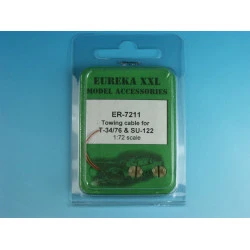 EUREKA XXL
MODEL ACCESSORIES
ER-7211
Towing cable for
T-34/76 & SU-122
1:72 scale